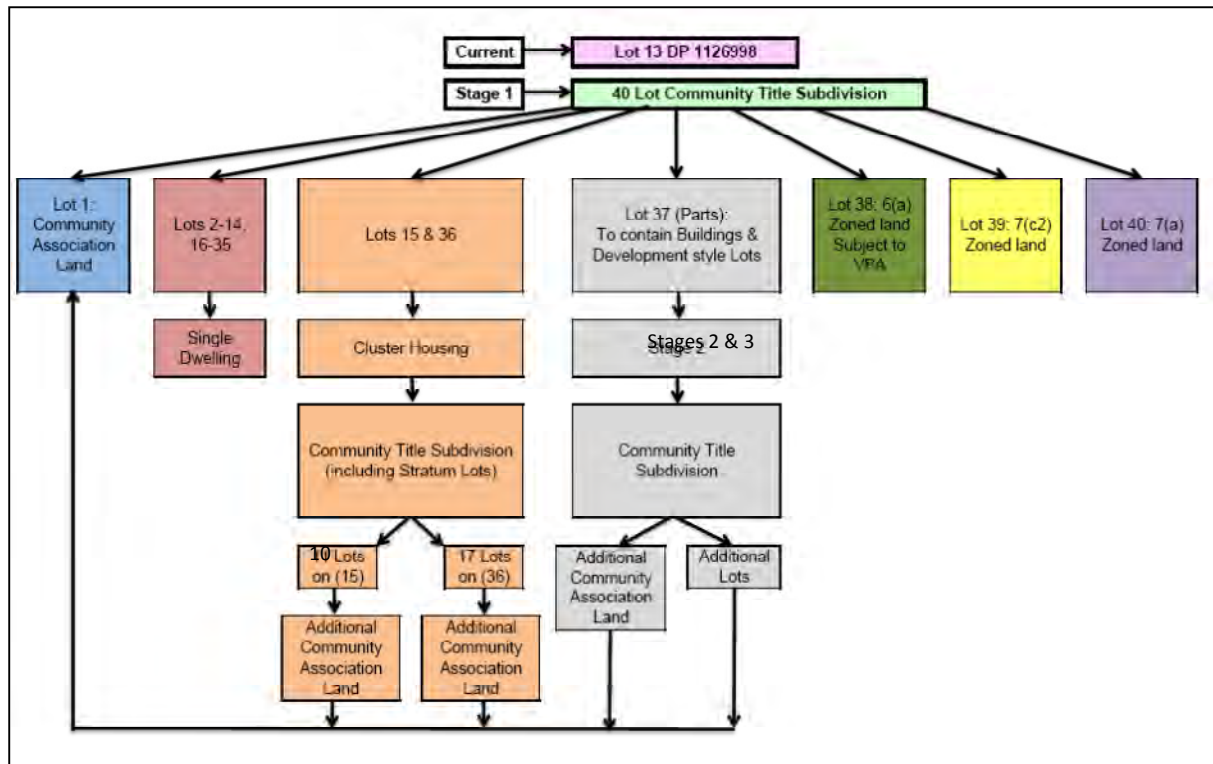 Current
Lot 13 DP 1126998
Stage 1
40 Lot Community Title Subdivision
Lot 1:
Community
Association
Land
Lots 2-14,
16-35
Lots 15 & 36
Lot 37 (Parts):
To contain Buildings &
Development style Lots
Lot 38: 6(a)
Zoned land
Subject to
VPA
Lot 39: 7(c2)
Zoned land
Lot 40: 7(a)
Zoned land
Single
Dwelling
Cluster Housing
Stages 2 & 3
Community Title Subdivision
(including Stratum Lots)
Community Title
Subdivision
10 Lots
on (15)
17 Lots
on (36)
Additional
Community
Association
Land
Additional
Lots
Additional
Community
Association
Land
Additional
Community
Association
Land